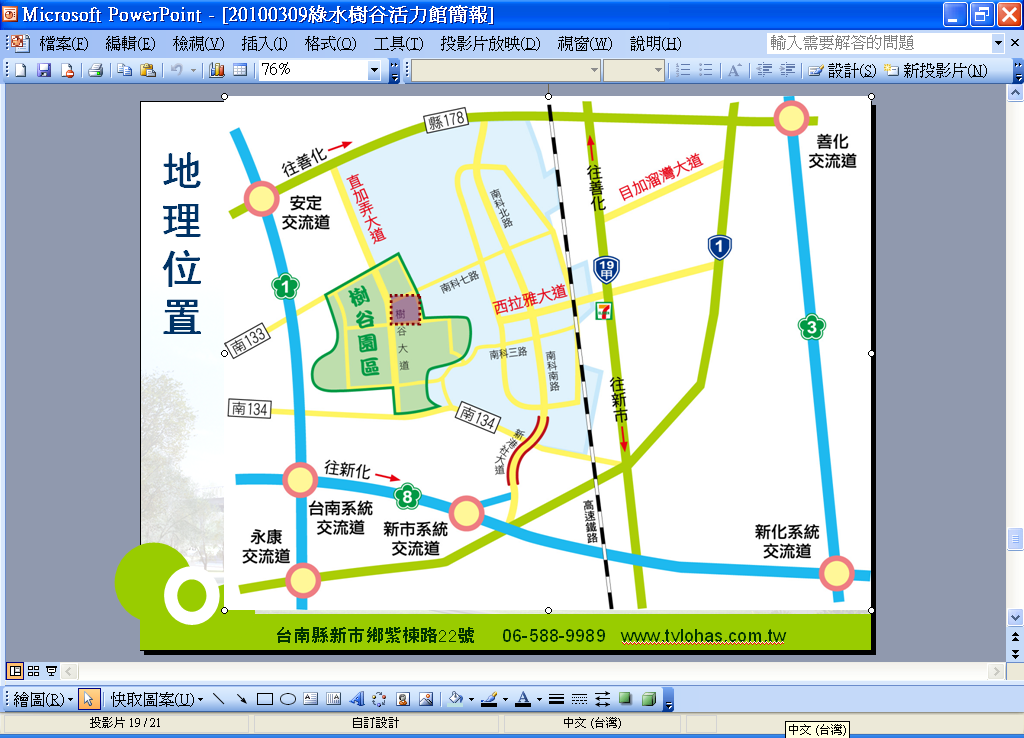 Microsoft PowerPoint - [20100309綠水樹谷活力館簡報]
檔案(F) 編輯(E) 檢視(V) 插入(I) 格式(O) 工具(T) 投影片放映(D) 視窗(W) 說明(H) 輸入需要解答的問題
76% 設計(S) 新投影片(N)
地理位置
縣178
往善化
善化
交流道
直加弄大道
目加溜灣大道
往善化
南科北路
安定
交流道
1
19甲
1
南科七路
西拉雅大道
7
樹谷園區
樹谷大道
3
南133
南科三路
南科南路
往新市
南134
南134
新港社大道
往新化
8
台南系統
交流道
新市系統
交流道
高速鐵路
永康
交流道
新化系統
交流道
台南縣新市鄉紫棟路22號 06-588-9989 www.tvlohas.com.tw
繪圖(R) 快取圖案(U)
投影片 19 / 21 自訂設計 中文 (台灣)
中文 (台灣)